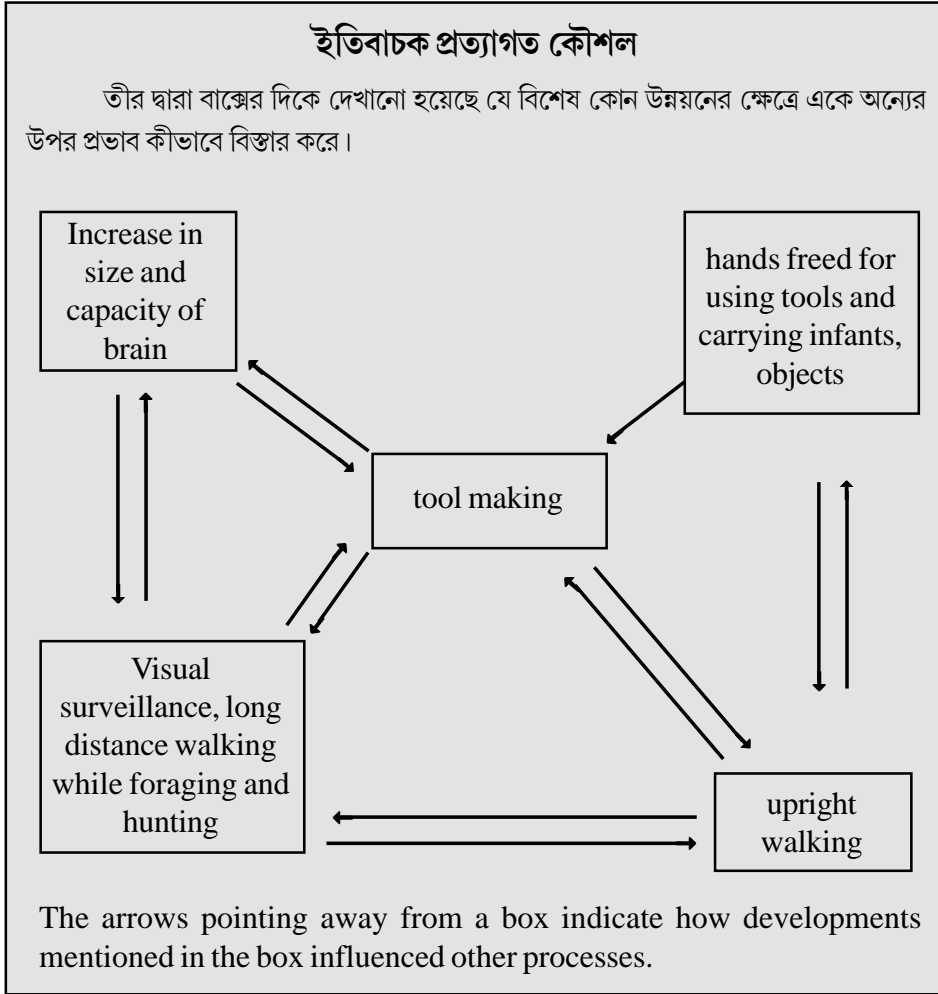 ইতিবাচক প্রত্যাগত কৌশল
তীর দ্বারা বাক্সের দিকে দেখানো হয়েছে যে বিশেষ কোন উন্নয়নের ক্ষেত্রে একে অন্যের
উপর প্রভাব কীভাবে বিস্তার করে।
Increase in
size and
capacity of
brain
hands freed for
using tools and
carrying infants,
objects
tool making
Visual
surveillance, long
distance walking
while foraging and
hunting
upright
walking
The arrows pointing away from a box indicate how developments
mentioned in the box influenced other processes.